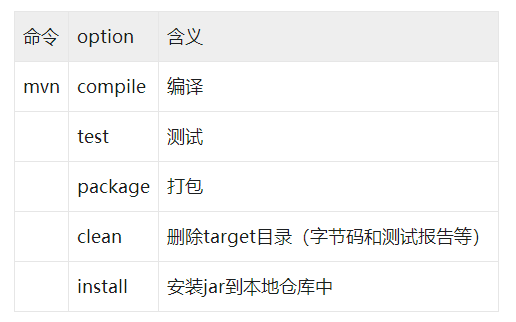 命令 option 含义
mvn compile 编译
test 测试
package 打包
clean 删除target目录（字节码和测试报告等）
install 安装jar到本地仓库中